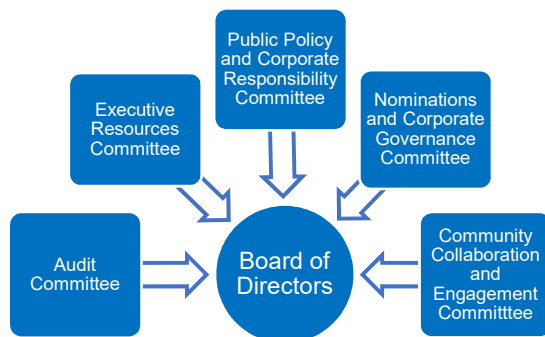 Public Policy
and Corporate
Responsibility
Committee
Executive
Resources
Committee
Nominations
and Corporate
Governance
Committee
Audit
Committee
Board of
Directors
Community
Collaboration
and
Engagement
Committtee